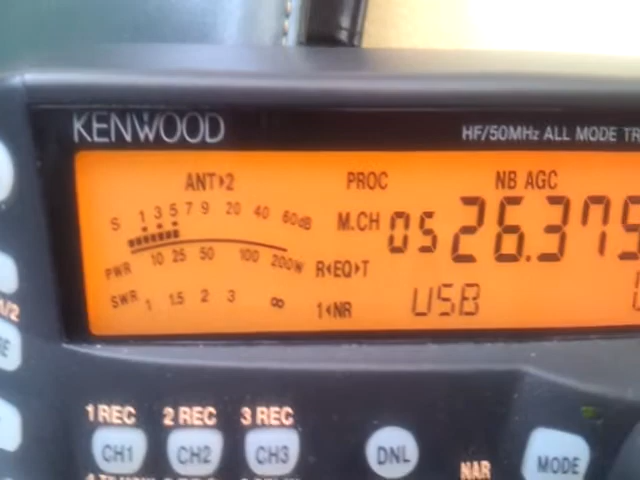 KENWOOD HF/50MHz ALL MODE TR
ANT 2 PROC NB AGC
S 1 3 5 7 9 20 40 60dB M.CH 05 26.375
PWR 10 25 50 100 200W R◂EQ▸T
SWR 1 1.5 2 3 ∞ 1◂NR USB
1 REC 2 REC 3 REC
CH1 CH2 CH3 DNL MODE
NAR